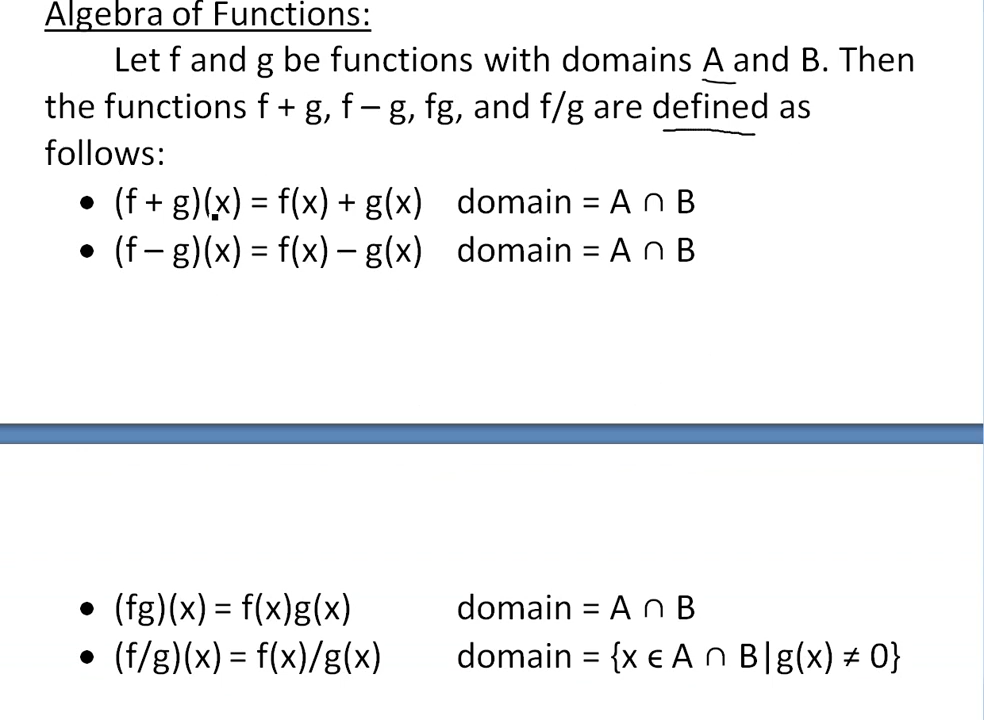 Algebra of Functions:
Let f and g be functions with domains A and B. Then
the functions f + g, f – g, fg, and f/g are defined as
follows:
• (f + g)(x) = f(x) + g(x) domain = A ∩ B
• (f – g)(x) = f(x) – g(x) domain = A ∩ B
• (fg)(x) = f(x)g(x) domain = A ∩ B
• (f/g)(x) = f(x)/g(x) domain = {x ϵ A ∩ B|g(x) ≠ 0}